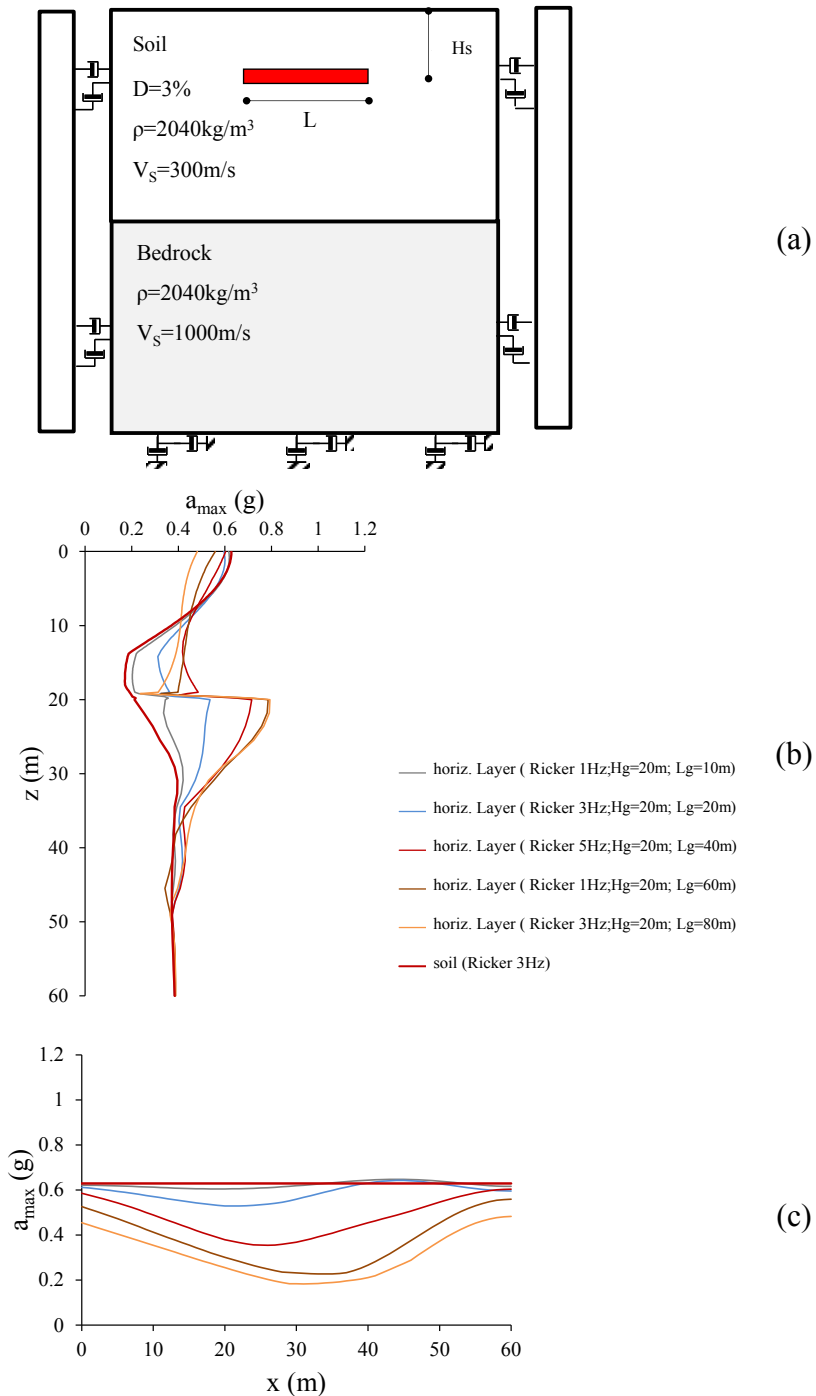 Soil
Hs
D=3%
L
ρ=2040kg/m³
V_S=300m/s
(a)
Bedrock
ρ=2040kg/m³
V_S=1000m/s
a_max (g)
0 0.2 0.4 0.6 0.8 1 1.2
0
10
20
30
40
50
60
z (m)
(b)
horiz. Layer ( Ricker 1Hz;Hg=20m; Lg=10m)
horiz. Layer ( Ricker 3Hz;Hg=20m; Lg=20m)
horiz. Layer ( Ricker 5Hz;Hg=20m; Lg=40m)
horiz. Layer ( Ricker 1Hz;Hg=20m; Lg=60m)
horiz. Layer ( Ricker 3Hz;Hg=20m; Lg=80m)
soil (Ricker 3Hz)
1.2
1
0.8
0.6
0.4
0.2
0
a_max (g)
(c)
0 10 20 30 40 50 60
x (m)